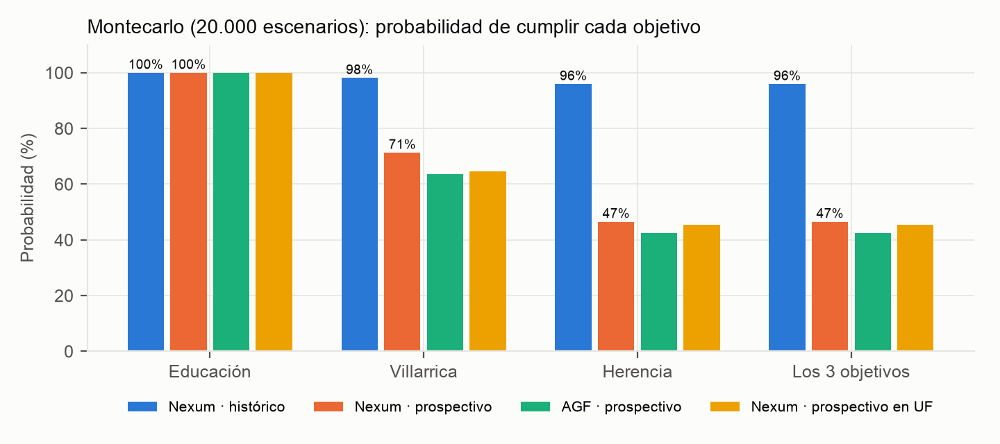 Montecarlo (20.000 escenarios): probabilidad de cumplir cada objetivo
Probabilidad (%)
100
80
60
40
20
0
100% 100%
98%
71%
96%
47%
96%
47%
Educación
Villarrica
Herencia
Los 3 objetivos
Nexum · histórico
Nexum · prospectivo
AGF · prospectivo
Nexum · prospectivo en UF